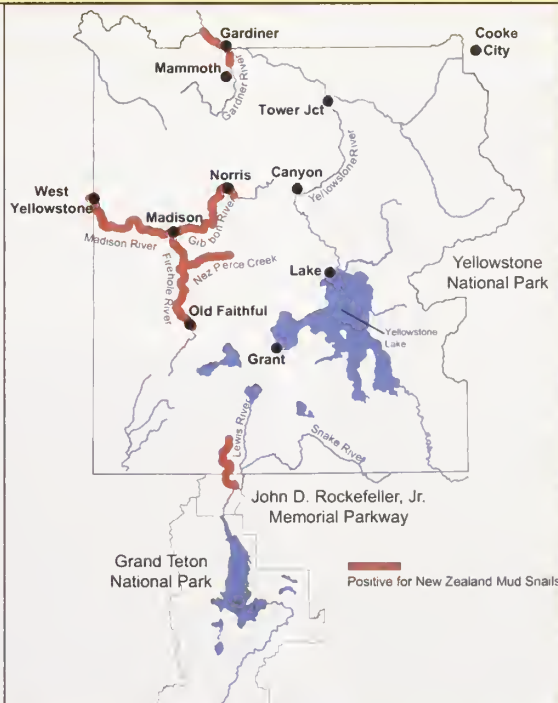 Gardiner
Cooke
City
Mammoth
Gardner River
Tower Jct
Yellowstone River
Norris
Canyon
West
Yellowstone
Madison
Gibbon River
Madison River
Nez Perce Creek
Firehole River
Lake
Yellowstone
National Park
Old Faithful
Yellowstone
Lake
Grant
Lewis River
Snake River
John D. Rockefeller, Jr.
Memorial Parkway
Grand Teton
National Park
Positive for New Zealand Mud Snails